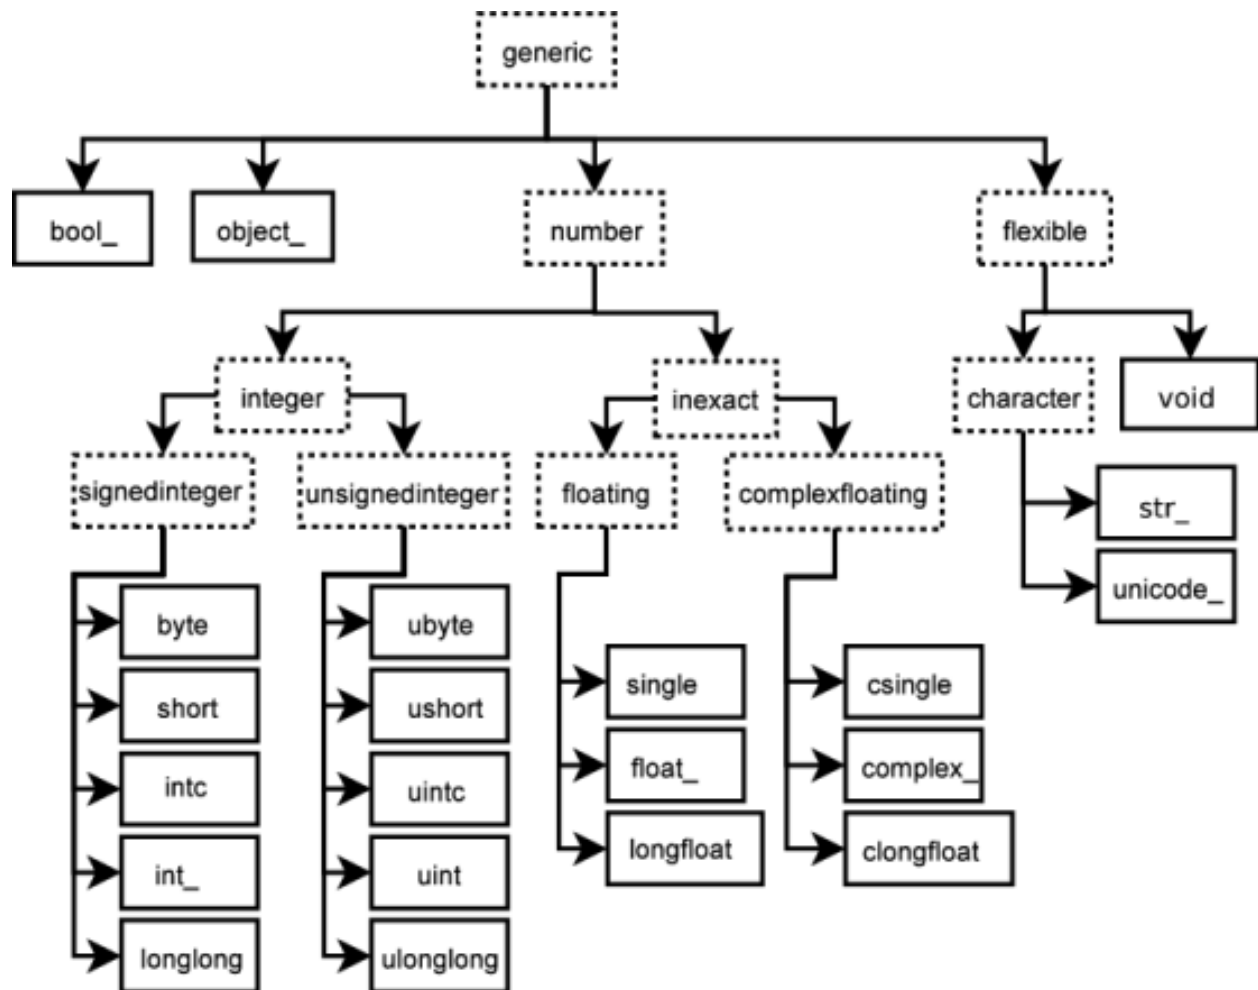 generic
bool_
object_
number
flexible
integer
inexact
character
void
signedinteger
unsignedinteger
floating
complexfloating
str_
unicode_
byte
ubyte
short
ushort
single
csingle
intc
uintc
float_
complex_
int_
uint
longfloat
clongfloat
longlong
ulonglong